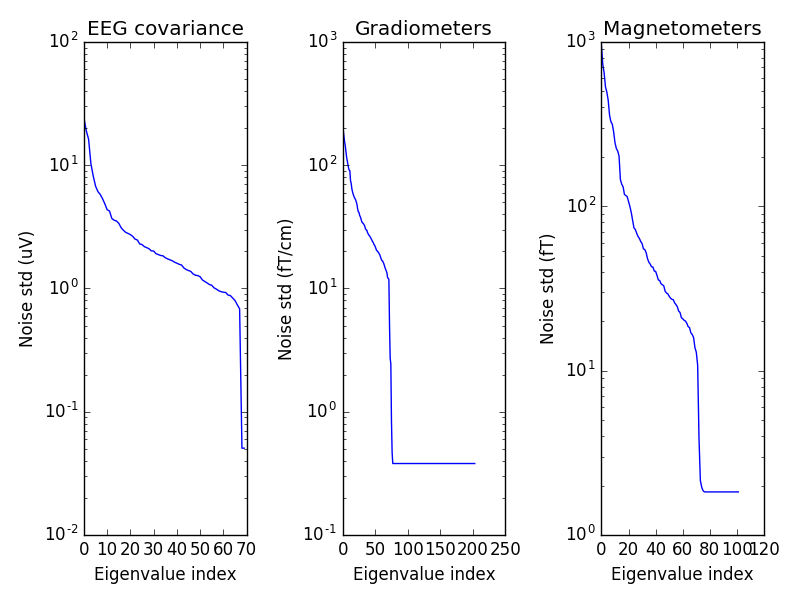 EEG covariance
Noise std (uV)
10^2
10^1
10^0
10^-1
10^-2
0 10 20 30 40 50 60 70
Eigenvalue index
Gradiometers
Noise std (fT/cm)
10^3
10^2
10^1
10^0
10^-1
0 50 100 150 200 250
Eigenvalue index
Magnetometers
Noise std (fT)
10^3
10^2
10^1
10^0
0 20 40 60 80 100 120
Eigenvalue index